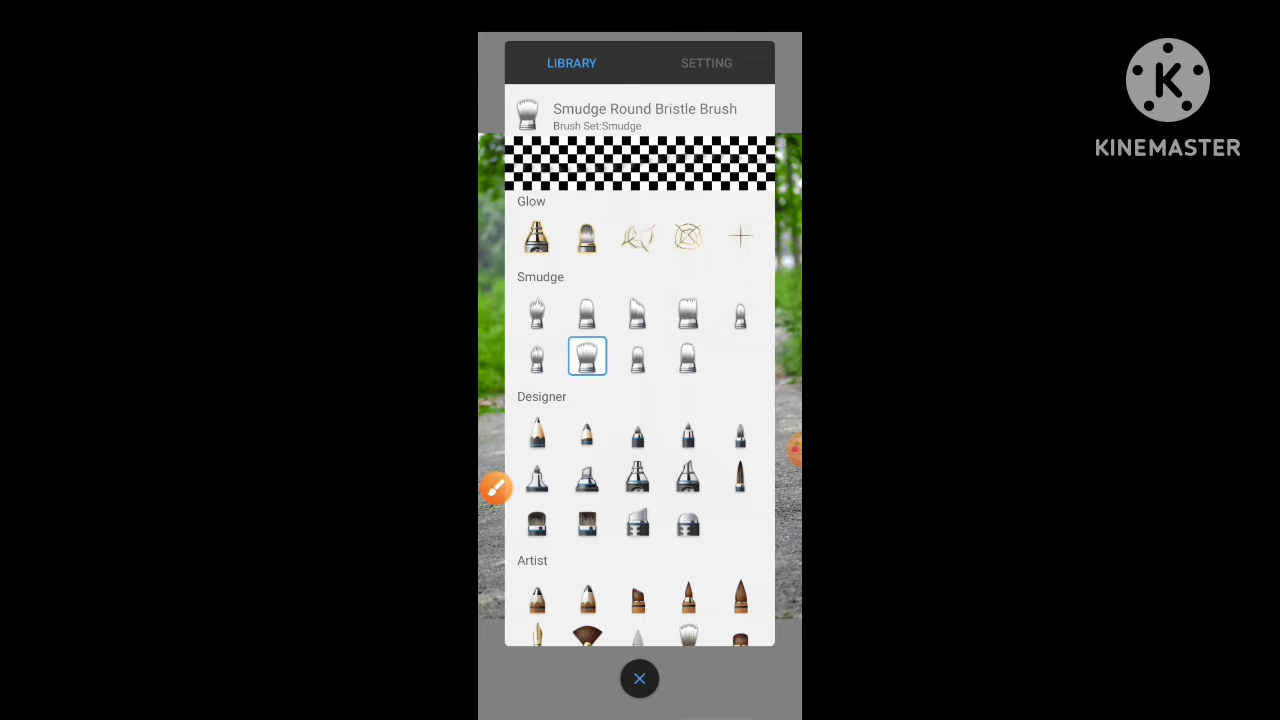 LIBRARY SETTING
Smudge Round Bristle Brush
Brush Set:Smudge
Glow
Smudge
Designer
Artist
K
KINEMASTER